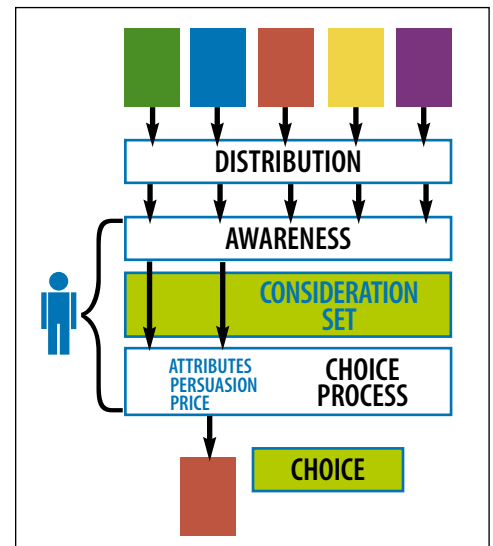 DISTRIBUTION
AWARENESS
CONSIDERATION
SET
ATTRIBUTES
PERSUASION
PRICE
CHOICE
PROCESS
CHOICE